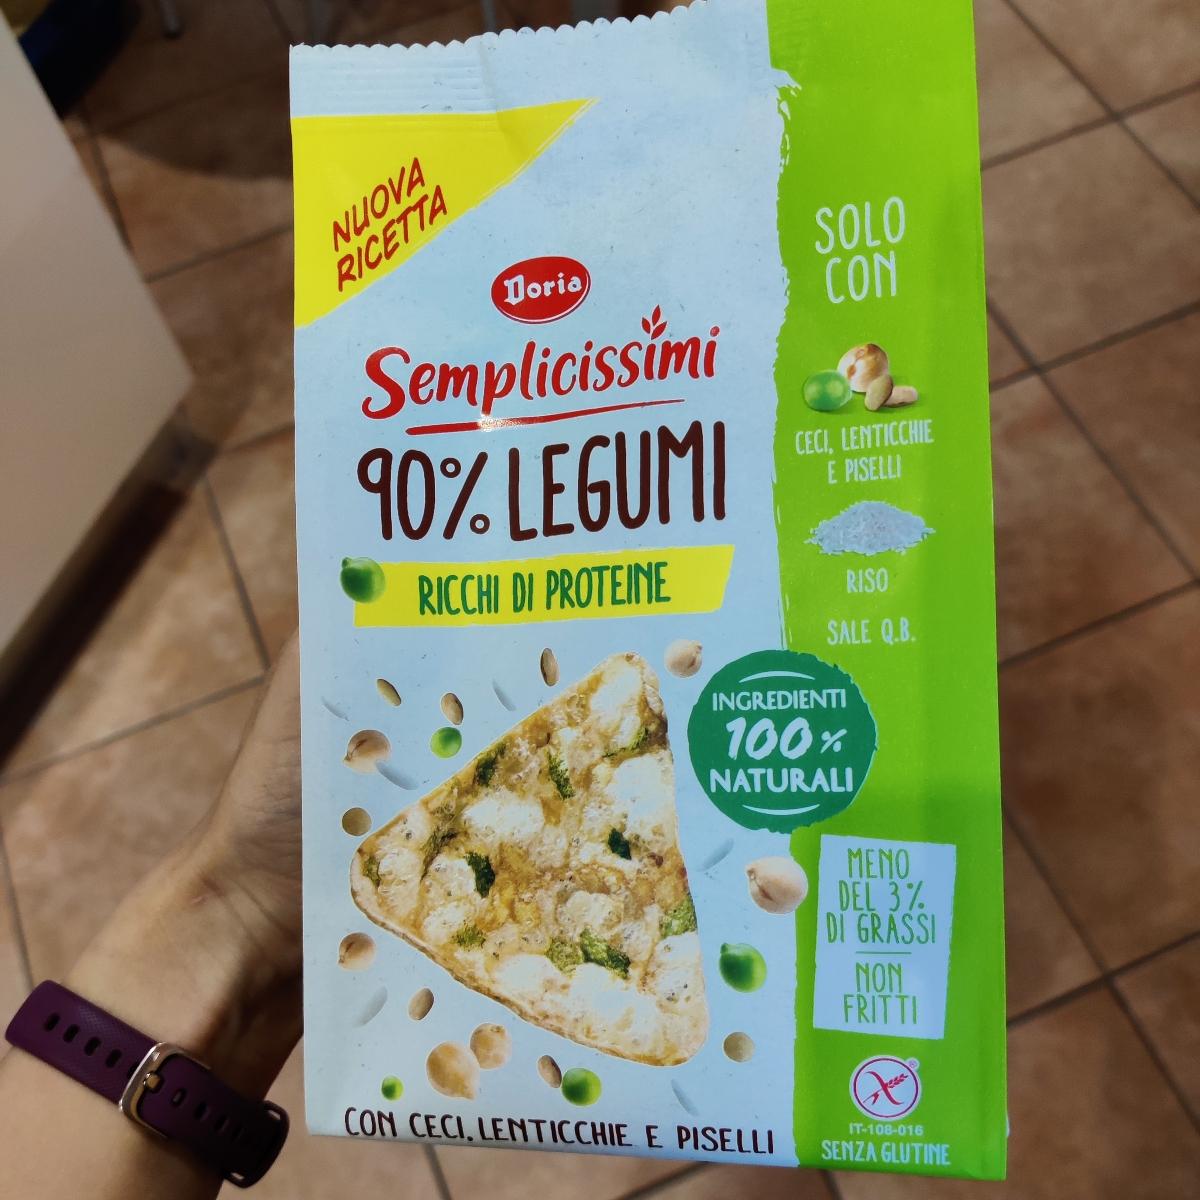 NUOVA
RICETTA
Doria
Semplicissimi
90% LEGUMI
RICCHI DI PROTEINE
INGREDIENTI
100%
NATURALI
CON CECI, LENTICCHIE E PISELLI
SOLO
CON
CECI, LENTICCHIE
E PISELLI
RISO
SALE Q.B.
MENO
DEL 3%
DI GRASSI
NON
FRITTI
IT-108-016
SENZA GLUTINE